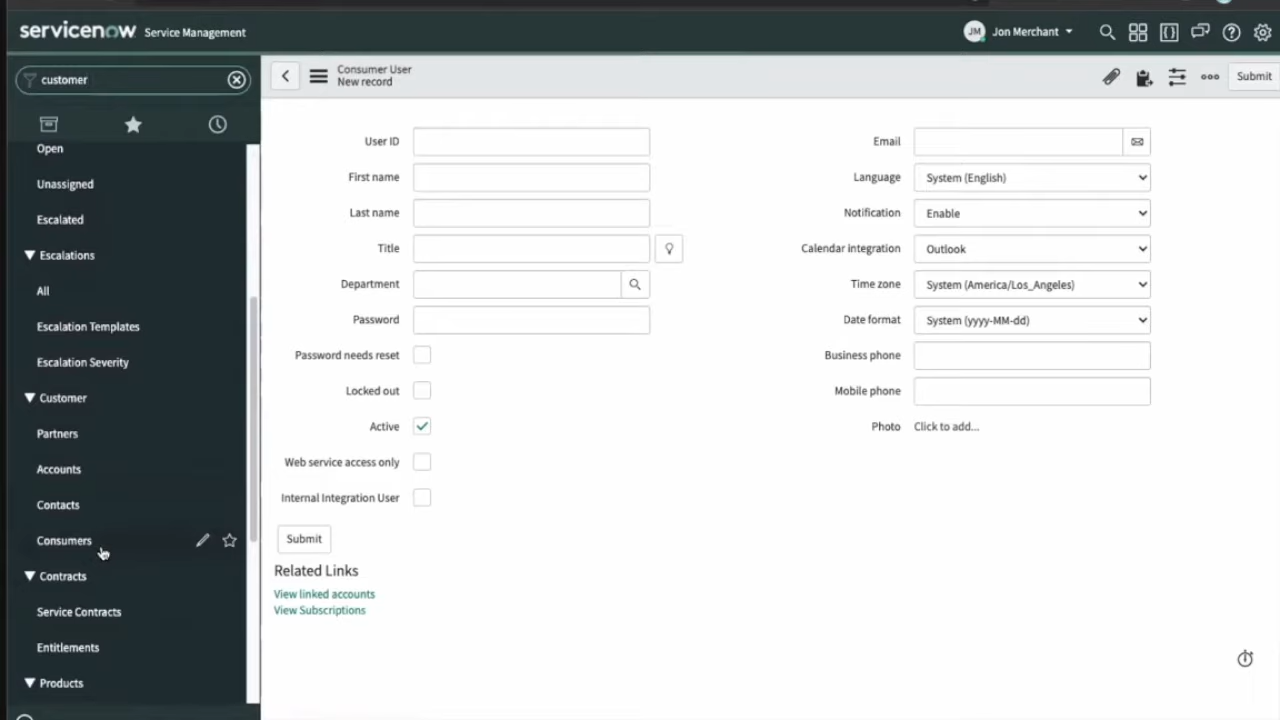 servicenow Service Management
JM Jon Merchant
customer
Consumer User
New record
Submit
Open
Unassigned
Escalated
Escalations
All
Escalation Templates
Escalation Severity
Customer
Partners
Accounts
Contacts
Consumers
Contracts
Service Contracts
Entitlements
Products
User ID
First name
Last name
Title
Department
Password
Password needs reset
Locked out
Active
Web service access only
Internal Integration User
Email
Language System (English)
Notification Enable
Calendar integration Outlook
Time zone System (America/Los_Angeles)
Date format System (yyyy-MM-dd)
Business phone
Mobile phone
Photo Click to add...
Submit
Related Links
View linked accounts
View Subscriptions